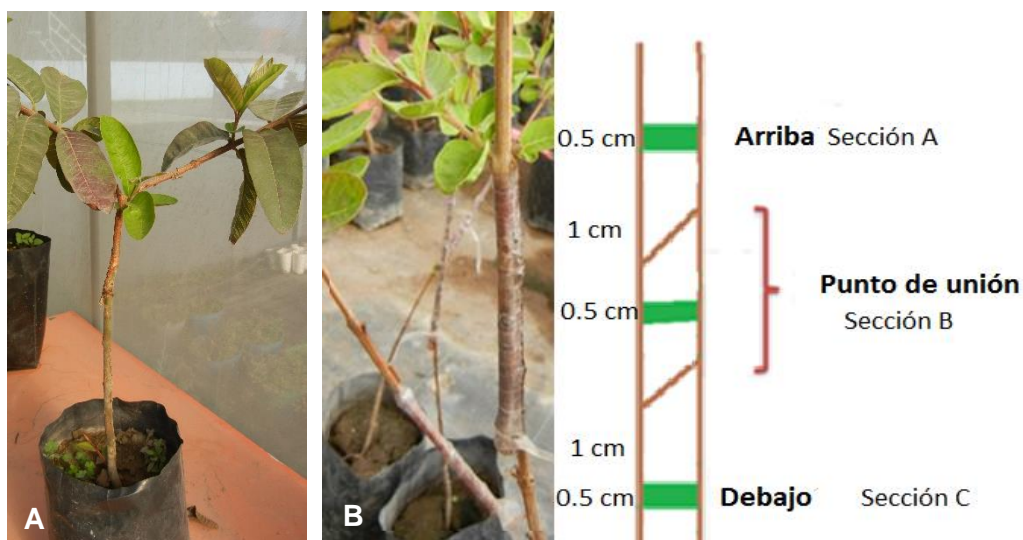 A
B
0.5 cm
Arriba Sección A
1 cm
0.5 cm
Punto de unión
Sección B
1 cm
0.5 cm
Debajo Sección C